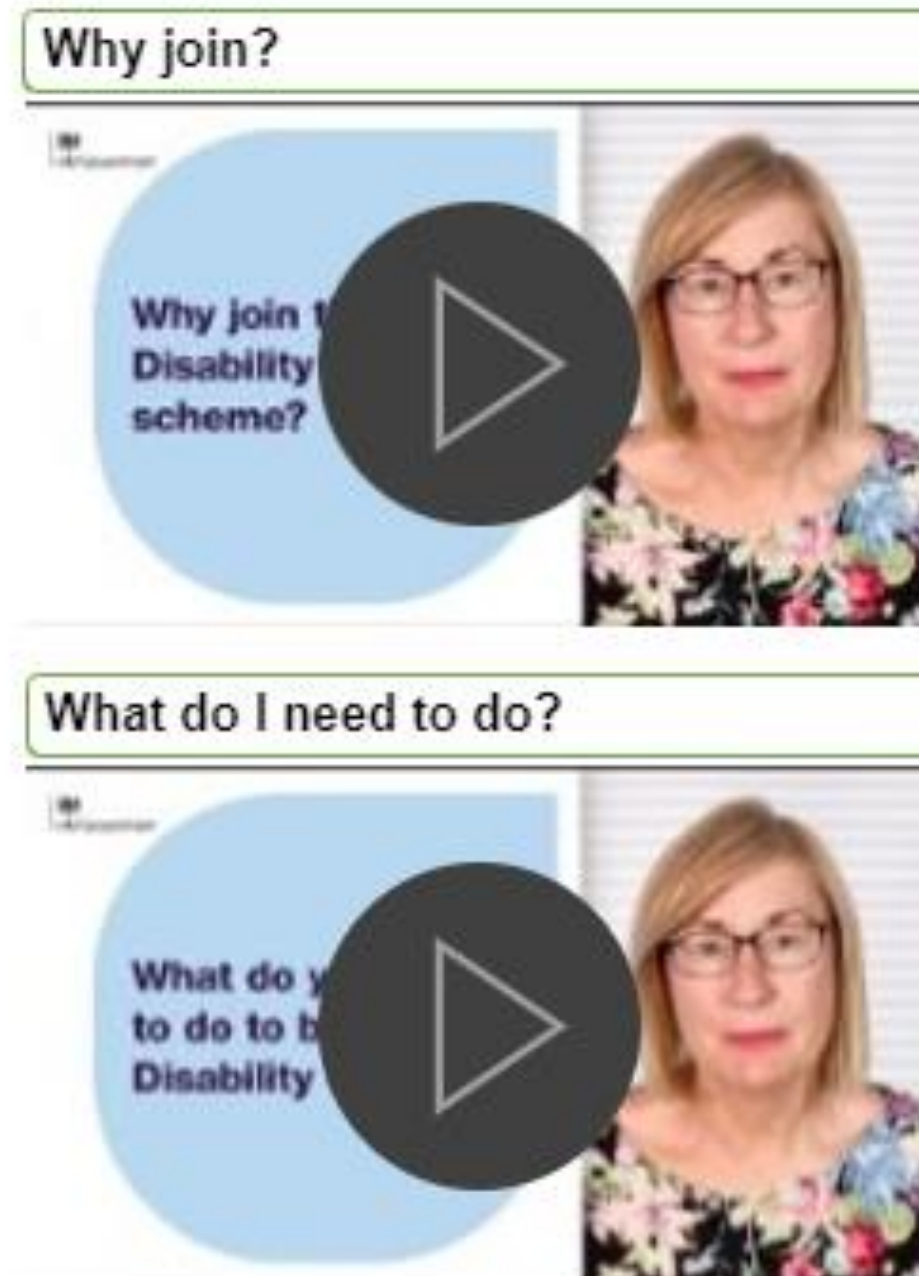 Why join?
Why join
Disability
scheme?
What do I need to do?
What do
to do to
Disability